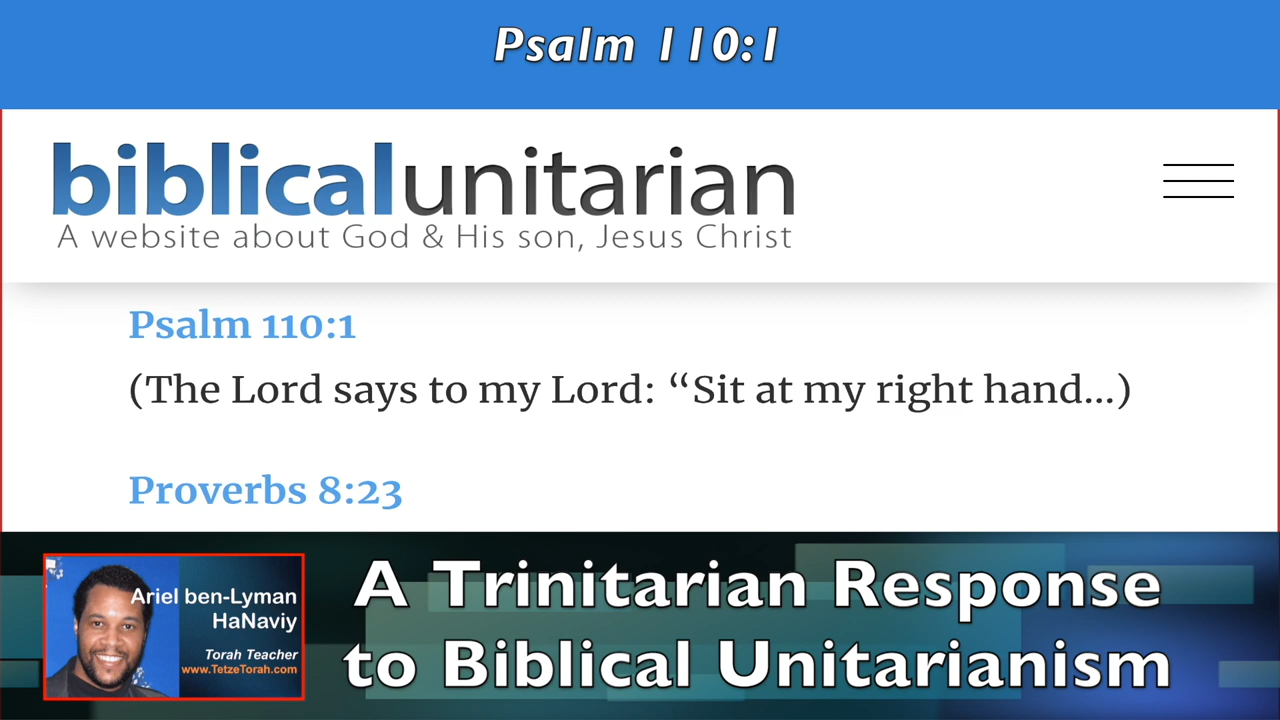 Psalm 110:1
biblicalunitarian
A website about God & His son, Jesus Christ
Psalm 110:1
(The Lord says to my Lord: “Sit at my right hand...)
Proverbs 8:23
Ariel ben-Lyman
HaNaviy
Torah Teacher
www.TetzeTorah.com
A Trinitarian Response
to Biblical Unitarianism